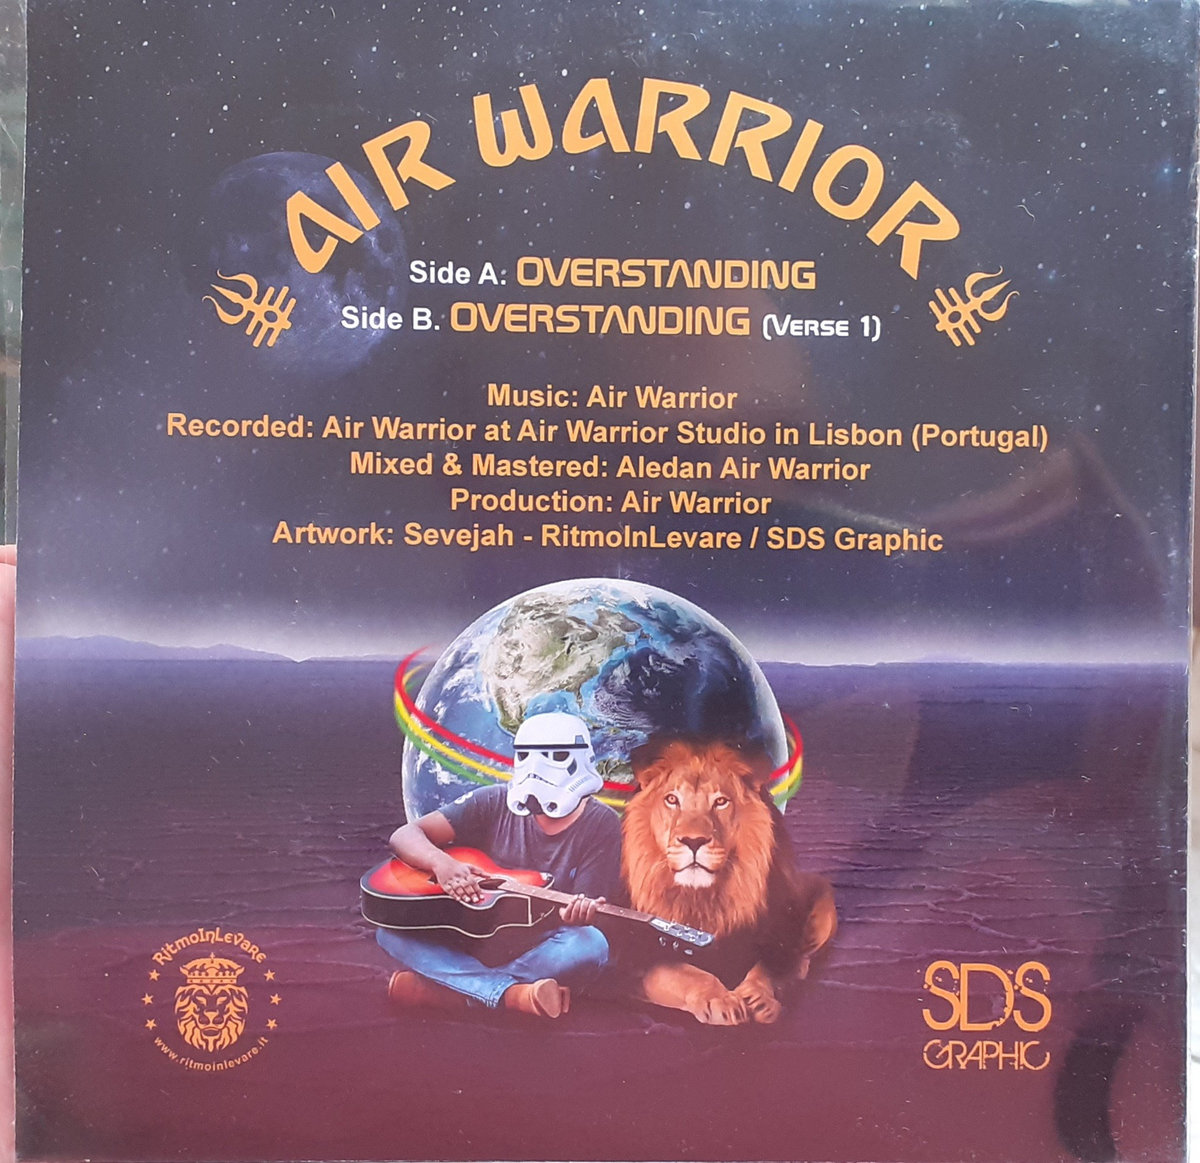 AIR WARRIOR
Side A: OVERSTANDING
Side B. OVERSTANDING (VERSE 1)
Music: Air Warrior
Recorded: Air Warrior at Air Warrior Studio in Lisbon (Portugal)
Mixed & Mastered: Aledan Air Warrior
Production: Air Warrior
Artwork: Sevejah - RitmoInLevare / SDS Graphic
RitmoInLevare
www.ritmoinlevare.it
SDS
GRAPHIC